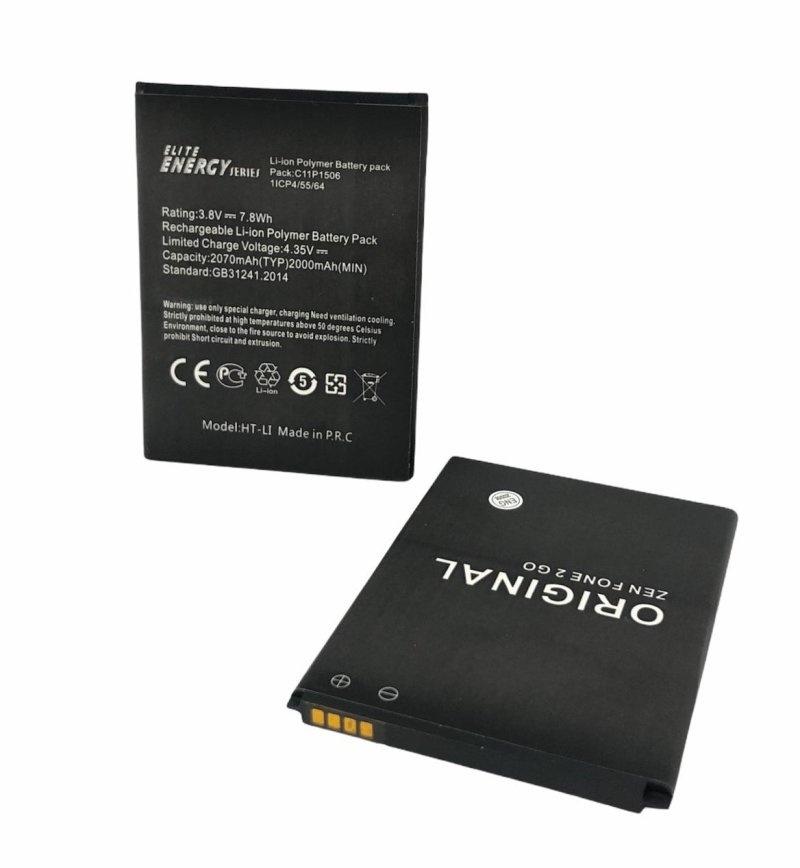 ELITE
ENERGY SERIES
Li-ion Polymer Battery pack
Pack:C11P1506
1ICP4/55/64
Rating:3.8V⎓7.8Wh
Rechargeable Li-ion Polymer Battery Pack
Limited Charge Voltage:4.35V⎓
Capacity:2070mAh(TYP)2000mAh(MIN)
Standard:GB31241.2014
Warning: use only special charger, charging Need ventilation cooling.
Strictly prohibited at high temperatures above 50 degrees Celsius
Environment, close to the fire source to avoid explosion. Strictly
prohibit Short circuit and extrusion.
CE PCT Li-ion 5
Model:HT-LI Made in P.R.C
ORIGINAL
ZEN FONE 2 GO
ENG